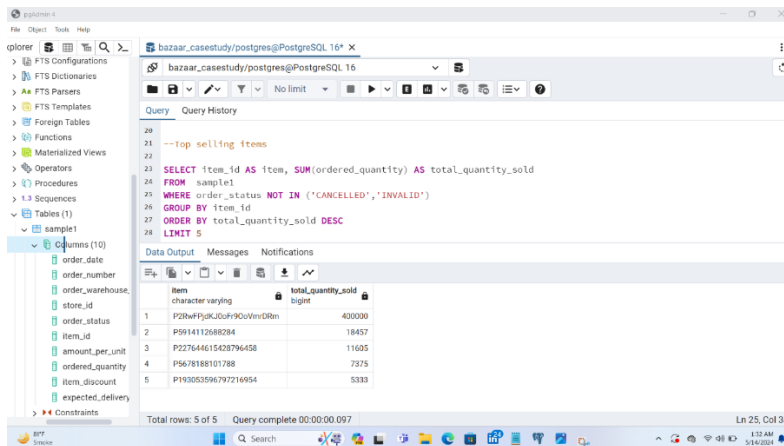 pgAdmin 4
File Object Tools Help
xplorer
bazaar_casestudy/postgres@PostgreSQL 16* X
FTS Configurations
FTS Dictionaries
FTS Parsers
FTS Templates
Foreign Tables
Functions
Materialized Views
Operators
Procedures
1..3 Sequences
Tables (1)
sample1
Columns (10)
order_date
order_number
order_warehouse_
store_id
order_status
item_id
amount_per_unit
ordered_quantity
item_discount
expected_delivery
Constraints
bazaar_casestudy/postgres@PostgreSQL 16
No limit
Query Query History
20
21 --Top selling items
22
23 SELECT item_id AS item, SUM(ordered_quantity) AS total_quantity_sold
24 FROM sample1
25 WHERE order_status NOT IN ('CANCELLED','INVALID')
26 GROUP BY item_id
27 ORDER BY total_quantity_sold DESC
28 LIMIT 5
Data Output Messages Notifications
item
character varying
total_quantity_sold
bigint
1 P2RwFPjdKJ0oFr9OoVmrDRm 400000
2 P5914112688284 18457
3 P227644615428796458 11605
4 P5678188101788 7375
5 P193053596797216954 5333
Total rows: 5 of 5 Query complete 00:00:00.097
Ln 25, Col 3
Smoke
Search
1:32 AM
5/14/2024